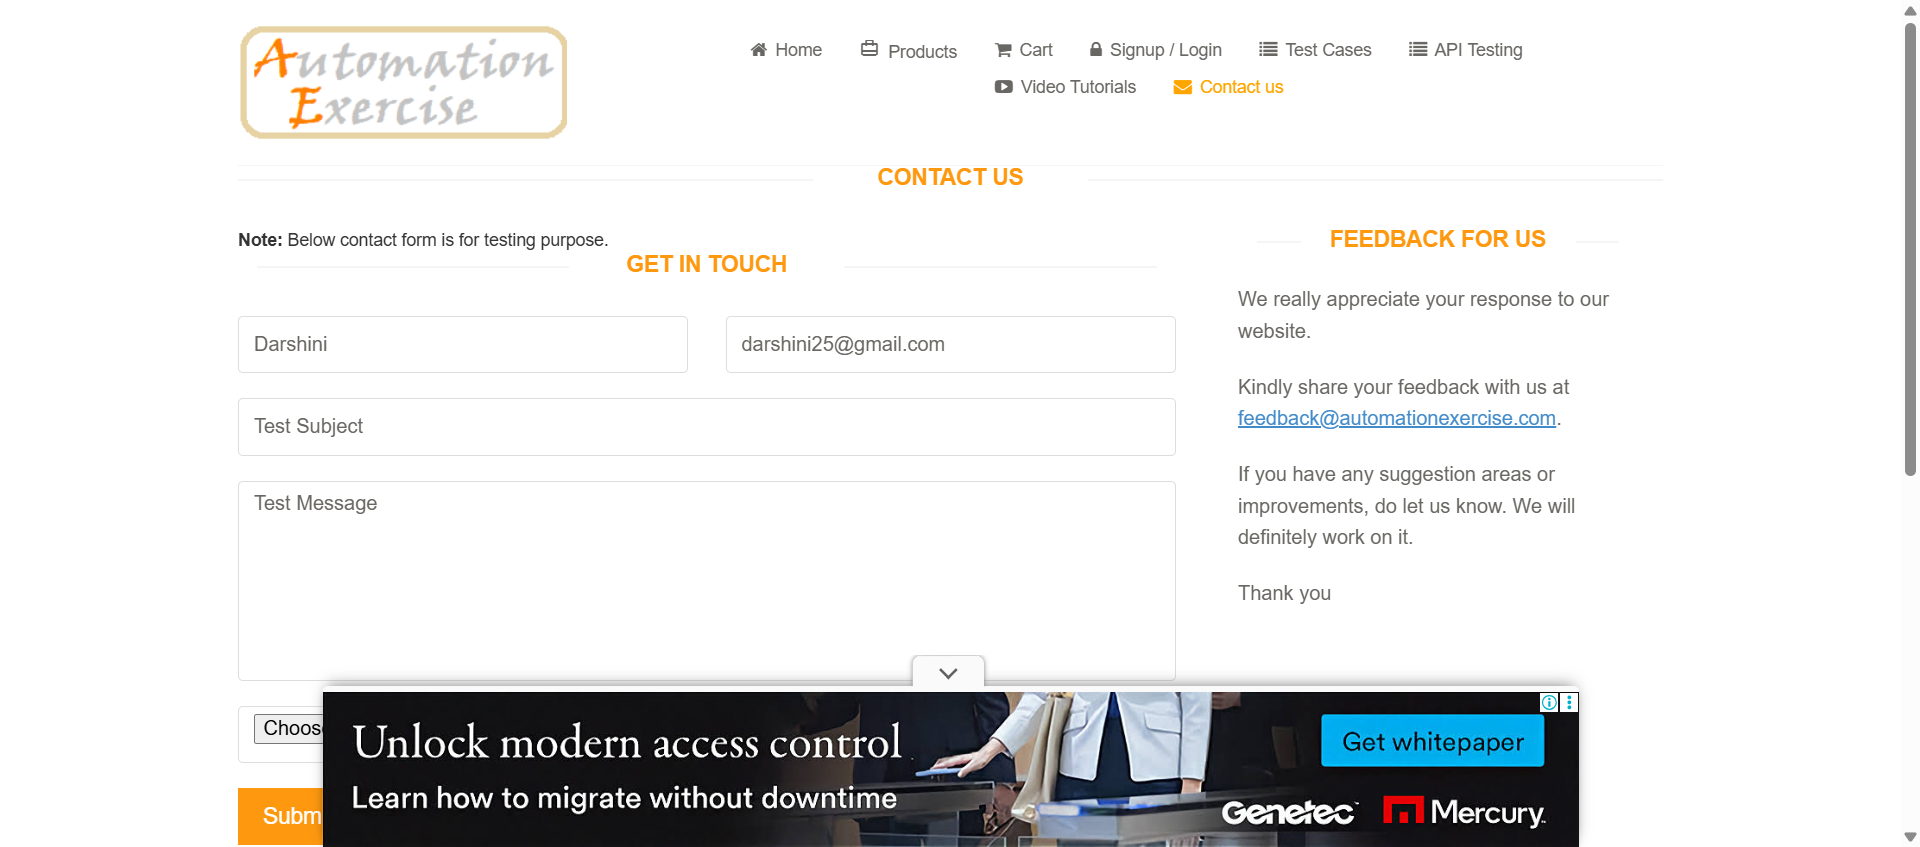 Automation
Exercise
Home
Products
Cart
Signup / Login
Test Cases
API Testing
Video Tutorials
Contact us
CONTACT US
Note: Below contact form is for testing purpose.
GET IN TOUCH
Darshini
darshini25@gmail.com
Test Subject
Test Message
Choos
Subm
FEEDBACK FOR US
We really appreciate your response to our
website.
Kindly share your feedback with us at
feedback@automationexercise.com.
If you have any suggestion areas or
improvements, do let us know. We will
definitely work on it.
Thank you
Unlock modern access control
Learn how to migrate without downtime
Get whitepaper
Genetec
Mercury